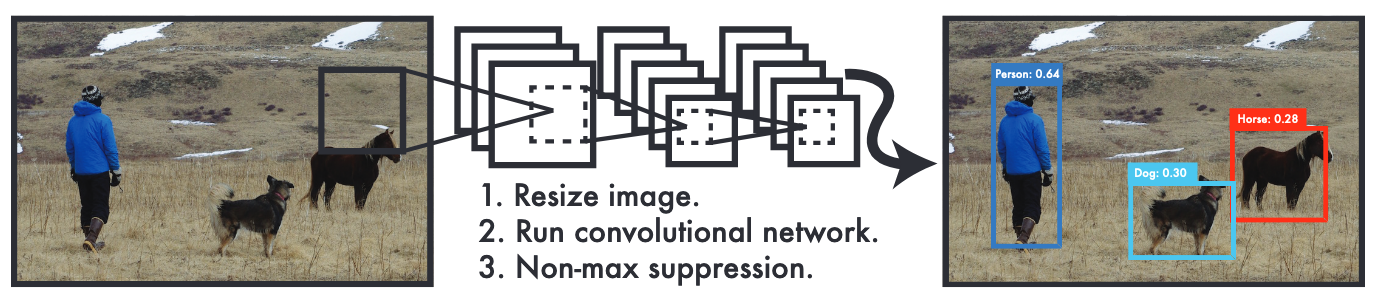 1. Resize image.
2. Run convolutional network.
3. Non-max suppression.
Person: 0.64
Horse: 0.28
Dog: 0.30